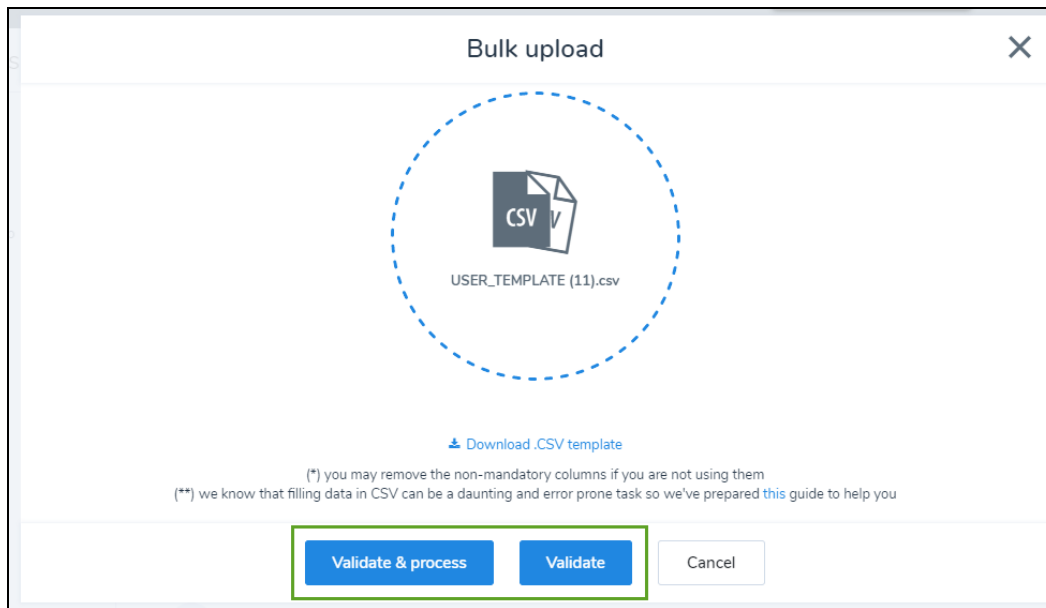 Bulk upload
CSV
V
USER_TEMPLATE (11).csv
Download .CSV template
(*) you may remove the non-mandatory columns if you are not using them
(**) we know that filling data in CSV can be a daunting and error prone task so we've prepared this guide to help you
Validate & process Validate Cancel